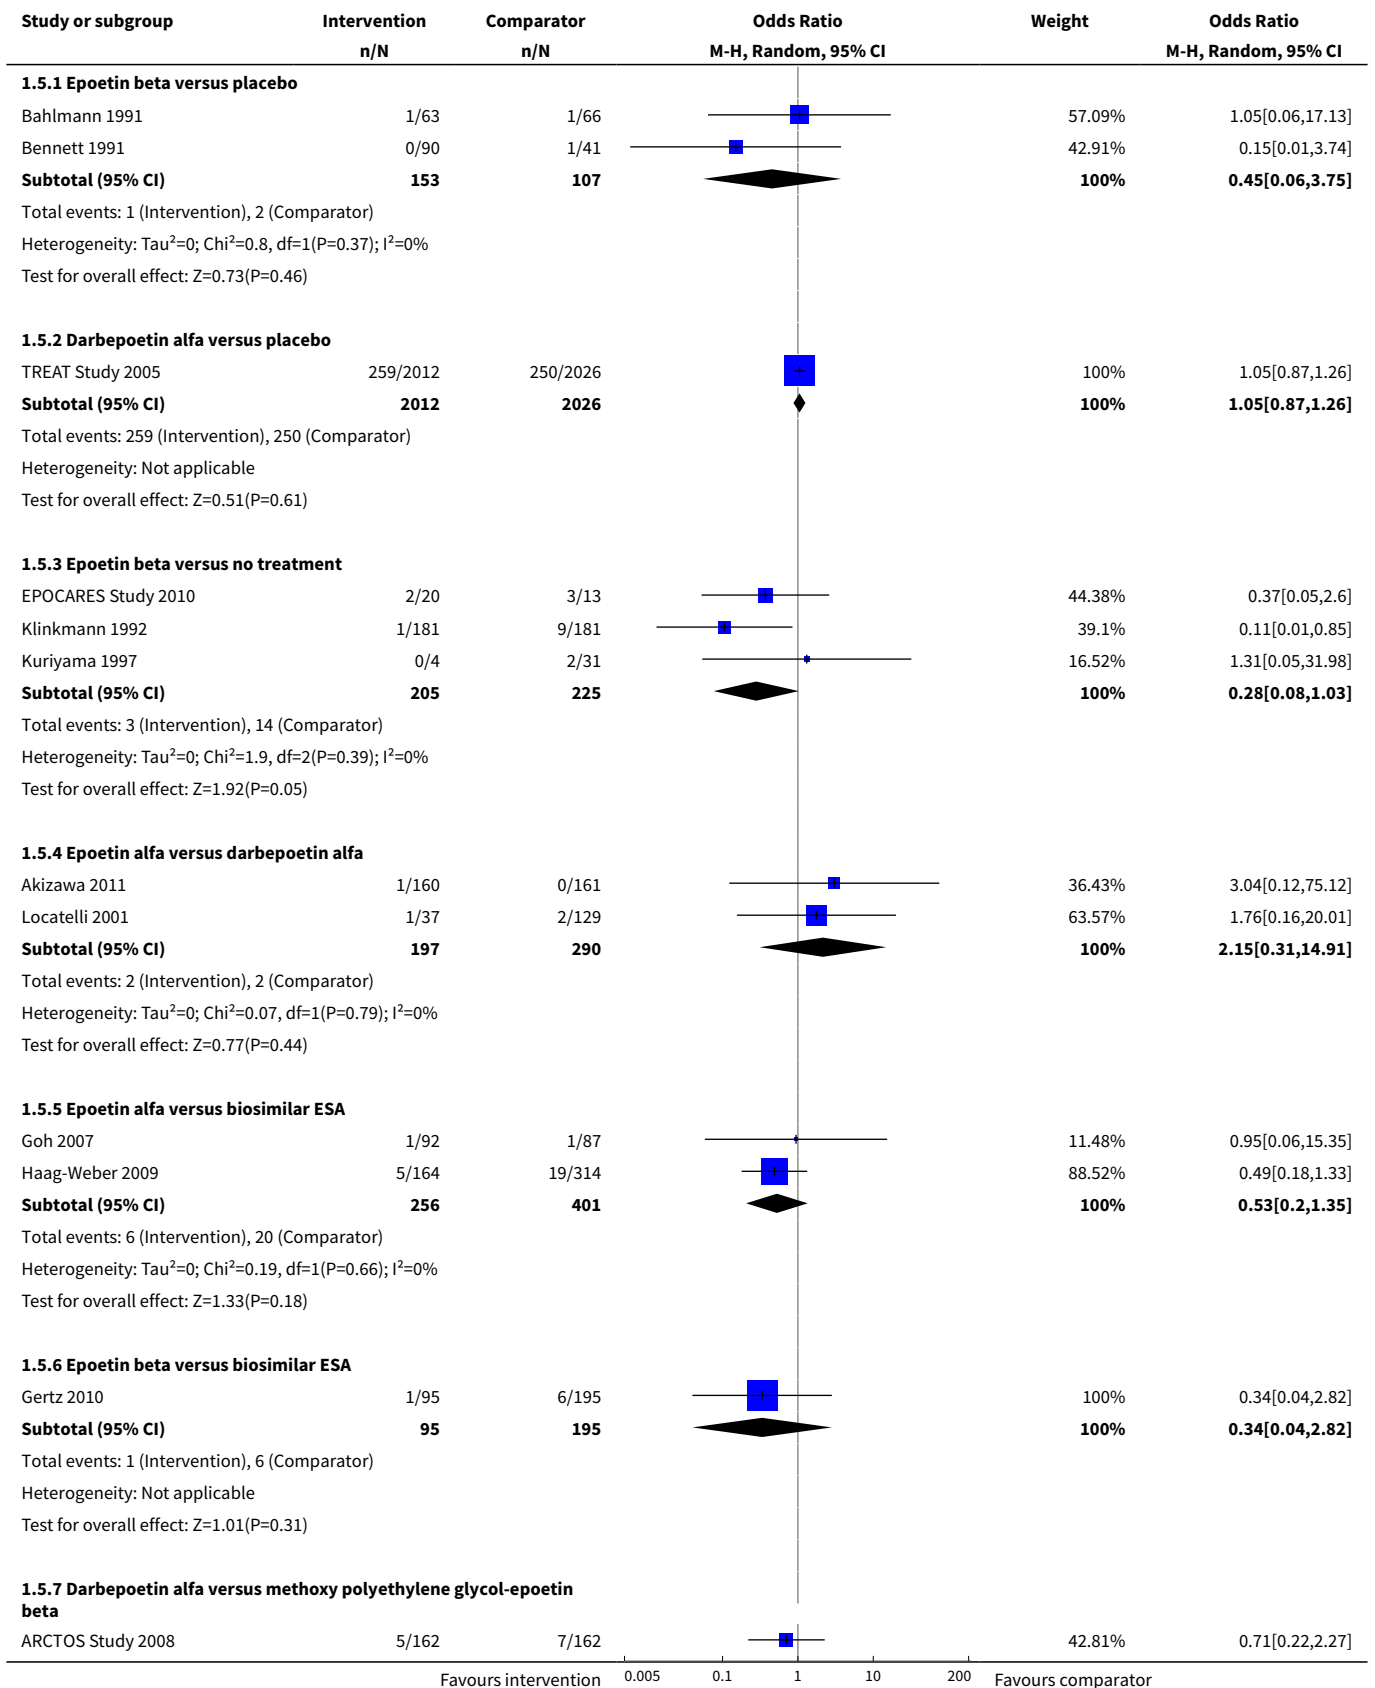 Study or subgroup Intervention Comparator Odds Ratio Weight Odds Ratio
n/N n/N M-H, Random, 95% CI M-H, Random, 95% CI
1.5.1 Epoetin beta versus placebo
Bahlmann 1991 1/63 1/66 57.09% 1.05[0.06,17.13]
Bennett 1991 0/90 1/41 42.91% 0.15[0.01,3.74]
Subtotal (95% CI) 153 107 100% 0.45[0.06,3.75]
Total events: 1 (Intervention), 2 (Comparator)
Heterogeneity: Tau²=0; Chi²=0.8, df=1(P=0.37); I²=0%
Test for overall effect: Z=0.73(P=0.46)
1.5.2 Darbepoetin alfa versus placebo
TREAT Study 2005 259/2012 250/2026 100% 1.05[0.87,1.26]
Subtotal (95% CI) 2012 2026 100% 1.05[0.87,1.26]
Total events: 259 (Intervention), 250 (Comparator)
Heterogeneity: Not applicable
Test for overall effect: Z=0.51(P=0.61)
1.5.3 Epoetin beta versus no treatment
EPOCARES Study 2010 2/20 3/13 44.38% 0.37[0.05,2.6]
Klinkmann 1992 1/181 9/181 39.1% 0.11[0.01,0.85]
Kuriyama 1997 0/4 2/31 16.52% 1.31[0.05,31.98]
Subtotal (95% CI) 205 225 100% 0.28[0.08,1.03]
Total events: 3 (Intervention), 14 (Comparator)
Heterogeneity: Tau²=0; Chi²=1.9, df=2(P=0.39); I²=0%
Test for overall effect: Z=1.92(P=0.05)
1.5.4 Epoetin alfa versus darbepoetin alfa
Akizawa 2011 1/160 0/161 36.43% 3.04[0.12,75.12]
Locatelli 2001 1/37 2/129 63.57% 1.76[0.16,20.01]
Subtotal (95% CI) 197 290 100% 2.15[0.31,14.91]
Total events: 2 (Intervention), 2 (Comparator)
Heterogeneity: Tau²=0; Chi²=0.07, df=1(P=0.79); I²=0%
Test for overall effect: Z=0.77(P=0.44)
1.5.5 Epoetin alfa versus biosimilar ESA
Goh 2007 1/92 1/87 11.48% 0.95[0.06,15.35]
Haag-Weber 2009 5/164 19/314 88.52% 0.49[0.18,1.33]
Subtotal (95% CI) 256 401 100% 0.53[0.2,1.35]
Total events: 6 (Intervention), 20 (Comparator)
Heterogeneity: Tau²=0; Chi²=0.19, df=1(P=0.66); I²=0%
Test for overall effect: Z=1.33(P=0.18)
1.5.6 Epoetin beta versus biosimilar ESA
Gertz 2010 1/95 6/195 100% 0.34[0.04,2.82]
Subtotal (95% CI) 95 195 100% 0.34[0.04,2.82]
Total events: 1 (Intervention), 6 (Comparator)
Heterogeneity: Not applicable
Test for overall effect: Z=1.01(P=0.31)
1.5.7 Darbepoetin alfa versus methoxy polyethylene glycol-epoetin
beta
ARCTOS Study 2008 5/162 7/162 42.81% 0.71[0.22,2.27]
Favours intervention 0.005 0.1 1 10 200 Favours comparator